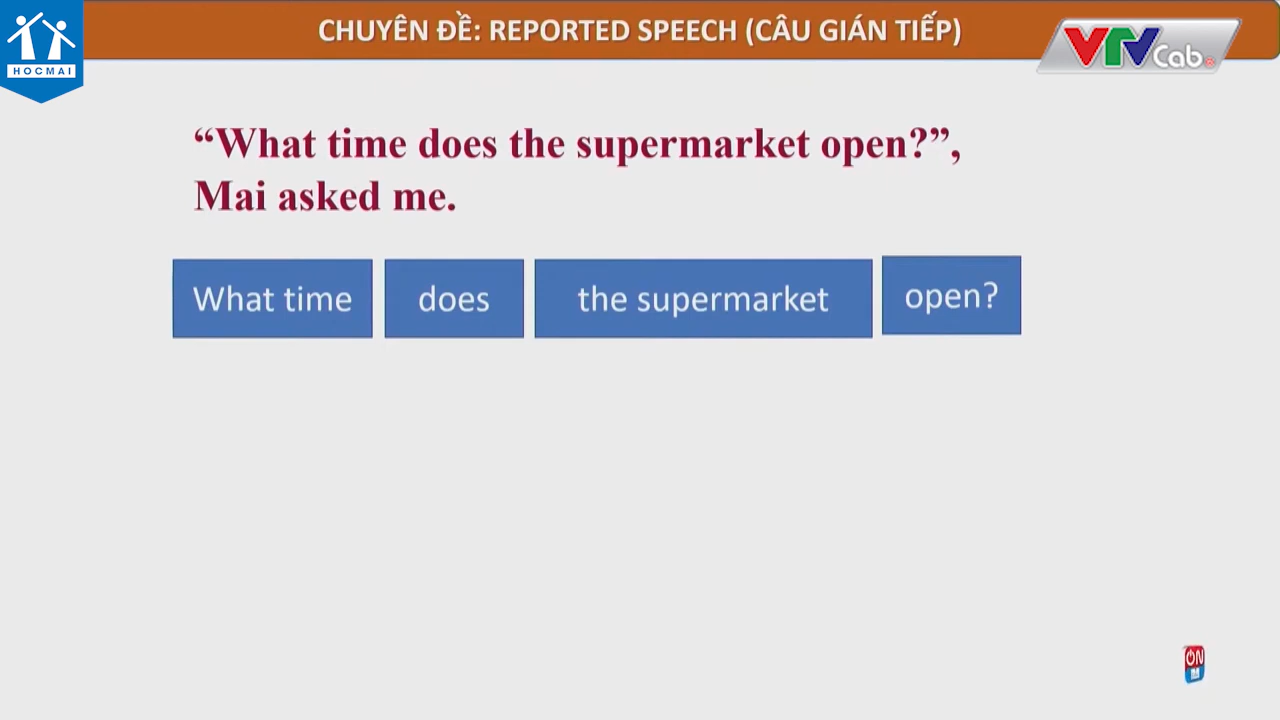 CHUYÊN ĐỀ: REPORTED SPEECH (CÂU GIÁN TIẾP)
HOCMAI
VTVCab
“What time does the supermarket open?”,
Mai asked me.
What time does the supermarket open?
ON